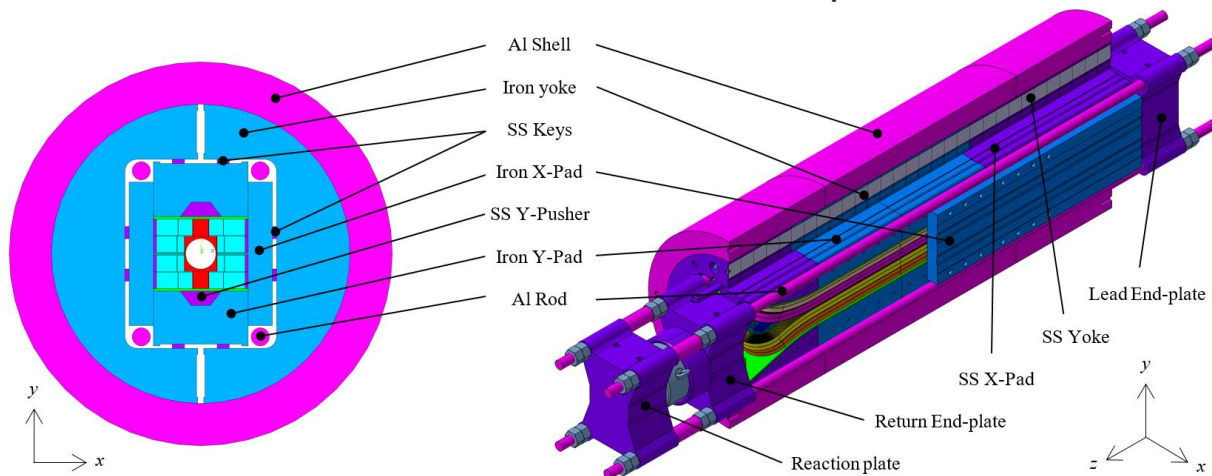 Al Shell
Iron yoke
SS Keys
Iron X-Pad
SS Y-Pusher
Iron Y-Pad
Al Rod
Lead End-plate
SS Yoke
SS X-Pad
Return End-plate
Reaction plate
y
x
y
z
x